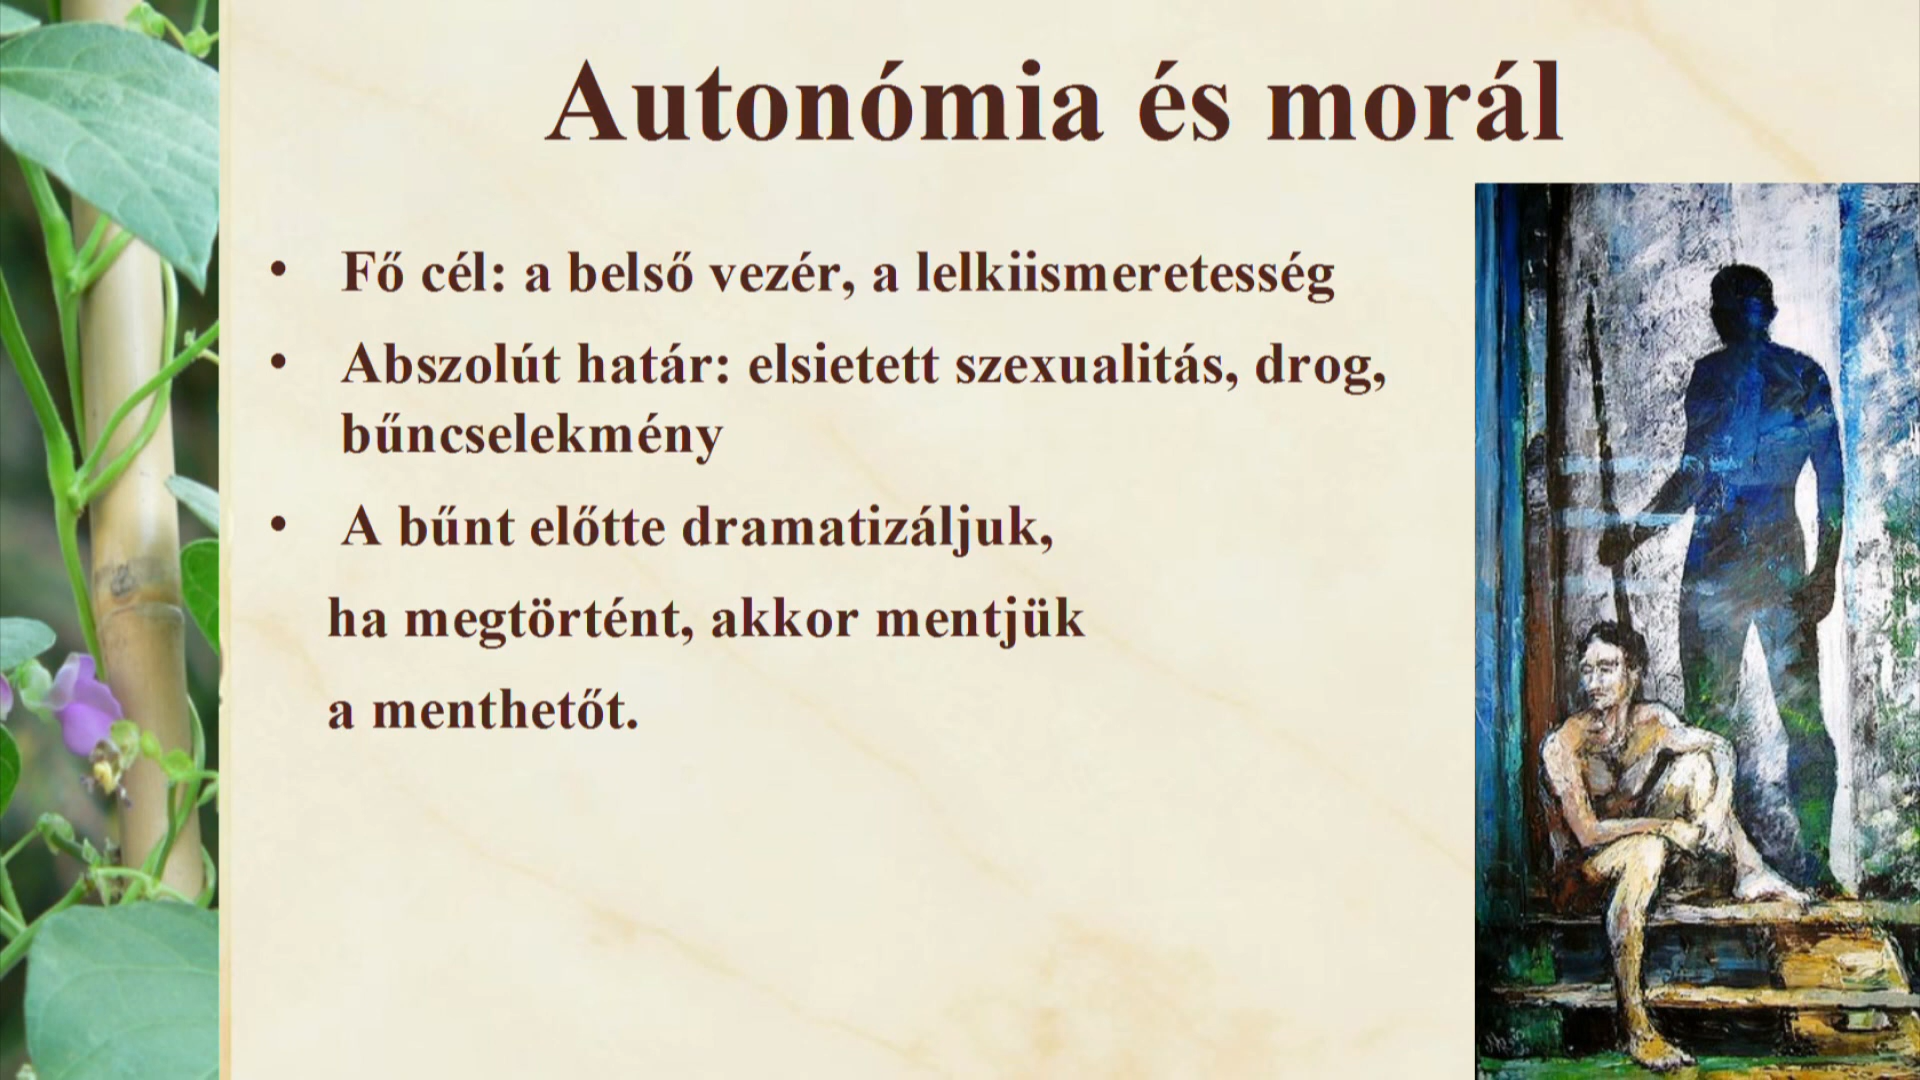 Autonómia és morál
• Fő cél: a belső vezér, a lelkiismeretesség
• Abszolút határ: elsietett szexualitás, drog,
bűncselekmény
• A bűnt előtte dramatizáljuk,
ha megtörtént, akkor mentjük
a menthetőt.